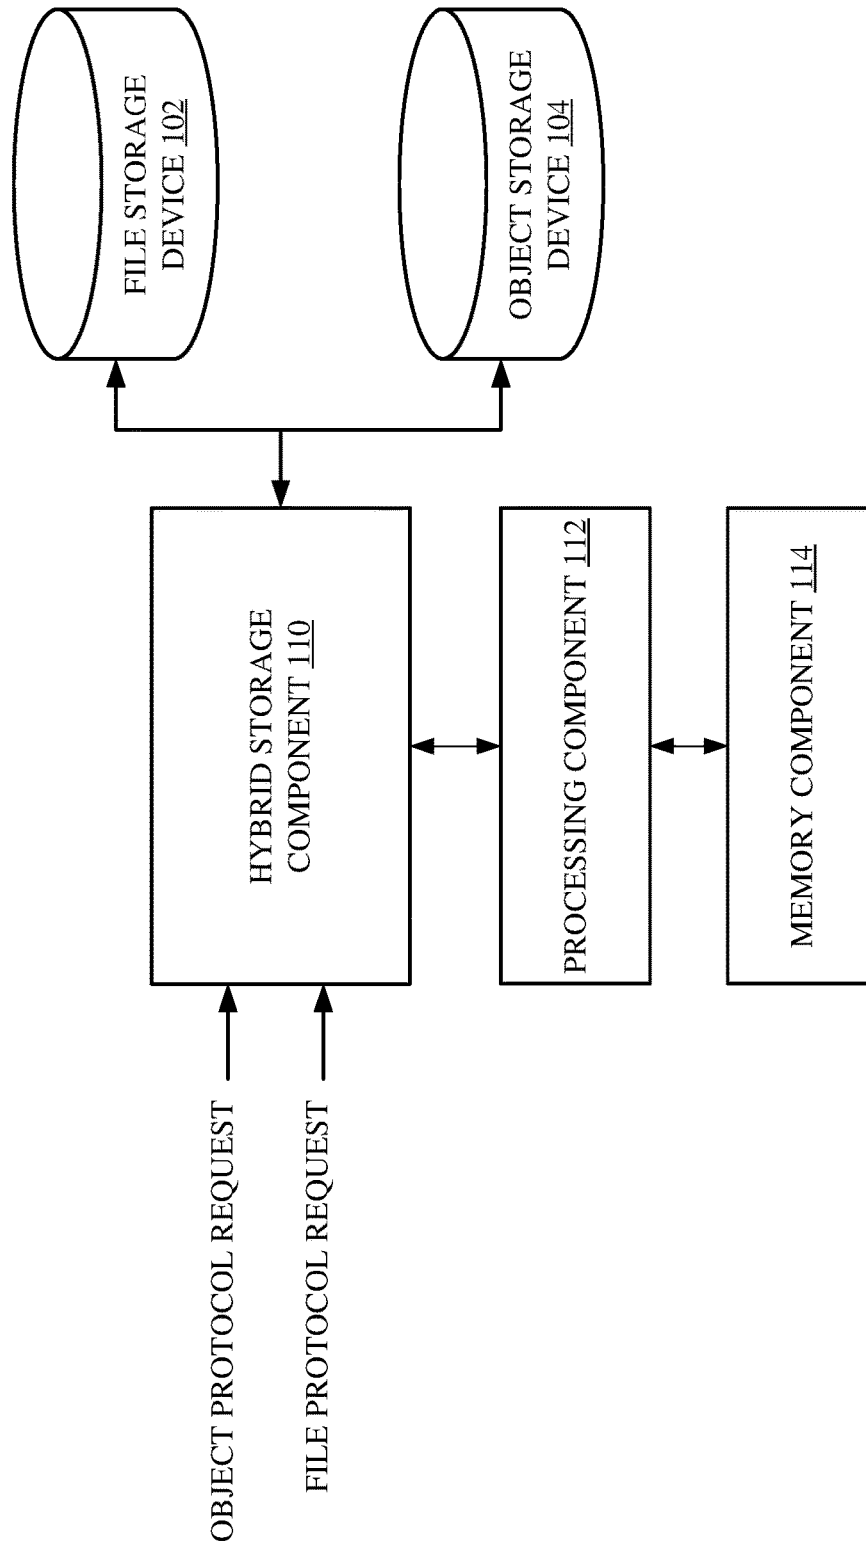 OBJECT PROTOCOL REQUEST
FILE PROTOCOL REQUEST
HYBRID STORAGE
COMPONENT 110
PROCESSING COMPONENT 112
MEMORY COMPONENT 114
FILE STORAGE
DEVICE 102
OBJECT STORAGE
DEVICE 104